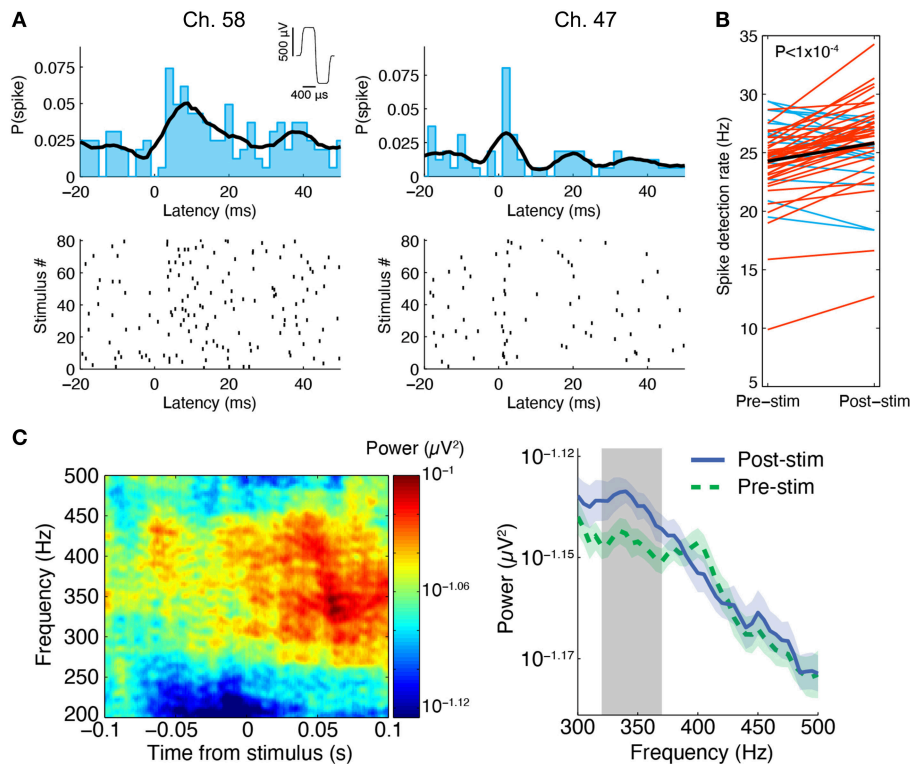 A
Ch. 58
Ch. 47
B
500 µV
400 µs
P(spike)
0.075
0.05
0.025
0
−20
0
20
40
Latency (ms)
0.075
0.05
0.025
0
−20
0
20
40
Latency (ms)
Stimulus #
80
60
40
20
0
−20
0
20
40
Latency (ms)
80
60
40
20
0
−20
0
20
40
Latency (ms)
P<1x10⁻⁴
Spike detection rate (Hz)
35
30
25
20
15
10
5
Pre−stim
Post−stim
C
Power (µV²)
Frequency (Hz)
500
450
400
350
300
250
200
−0.1
−0.05
0
0.05
0.1
Time from stimulus (s)
10⁻¹
10⁻¹·⁰⁶
10⁻¹·¹²
Power (µV²)
10⁻¹·¹²
10⁻¹·¹⁵
10⁻¹·¹⁷
Post-stim
Pre-stim
300
350
400
450
500
Frequency (Hz)